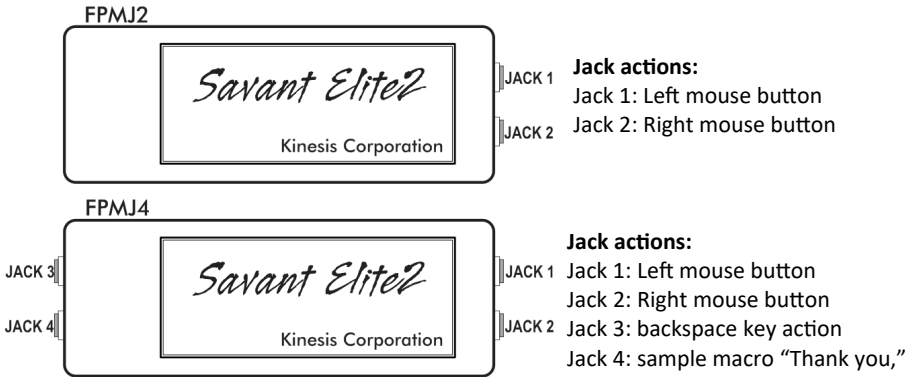 FPMJ2
Savant Elite2
Kinesis Corporation
JACK 1
JACK 2
Jack actions:
Jack 1: Left mouse button
Jack 2: Right mouse button
FPMJ4
JACK 3
JACK 4
Savant Elite2
Kinesis Corporation
JACK 1
JACK 2
Jack actions:
Jack 1: Left mouse button
Jack 2: Right mouse button
Jack 3: backspace key action
Jack 4: sample macro “Thank you,”